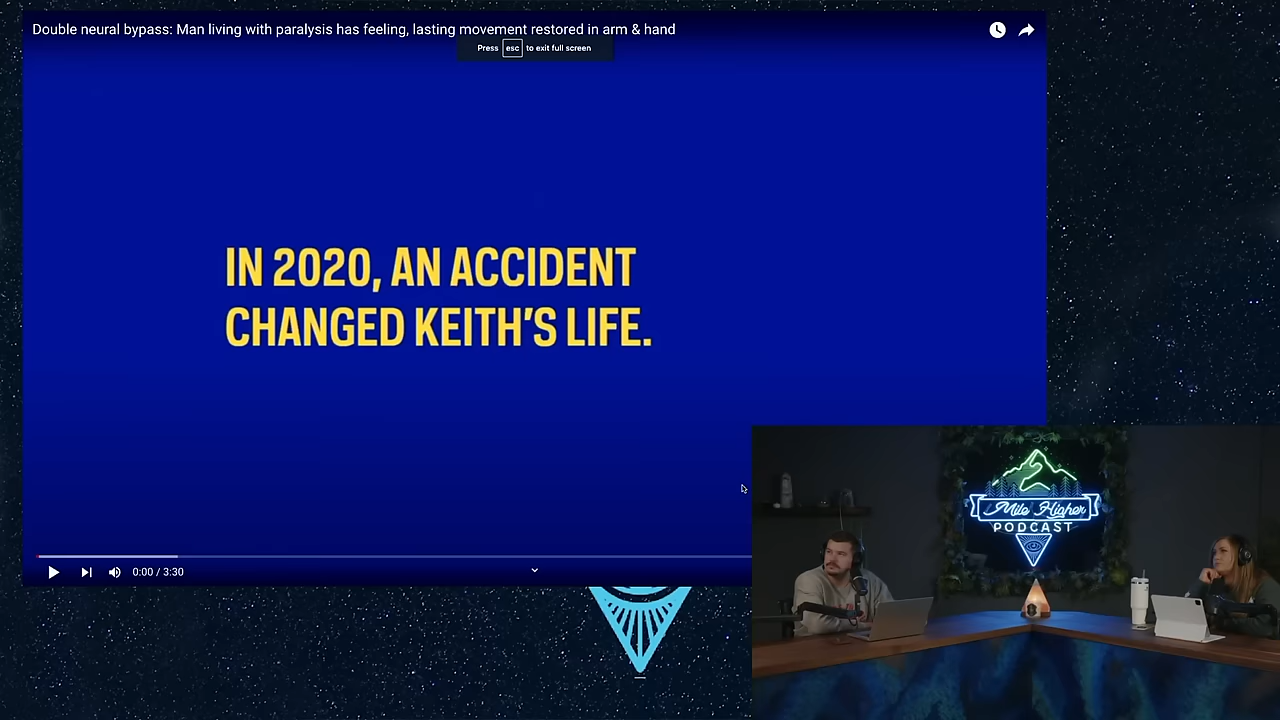 Double neural bypass: Man living with paralysis has feeling, lasting movement restored in arm & hand
Press esc to exit full screen
IN 2020, AN ACCIDENT
CHANGED KEITH'S LIFE.
0:00 / 3:30
Mile Higher
PODCAST